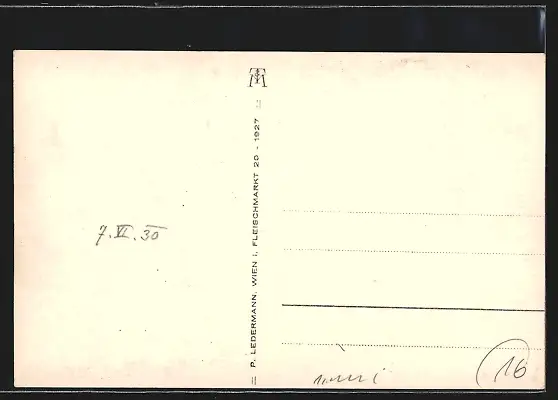 7.VI.30
P. LEDERMANN, WIEN I, FLEISCHMARKT 20 - 1927
16